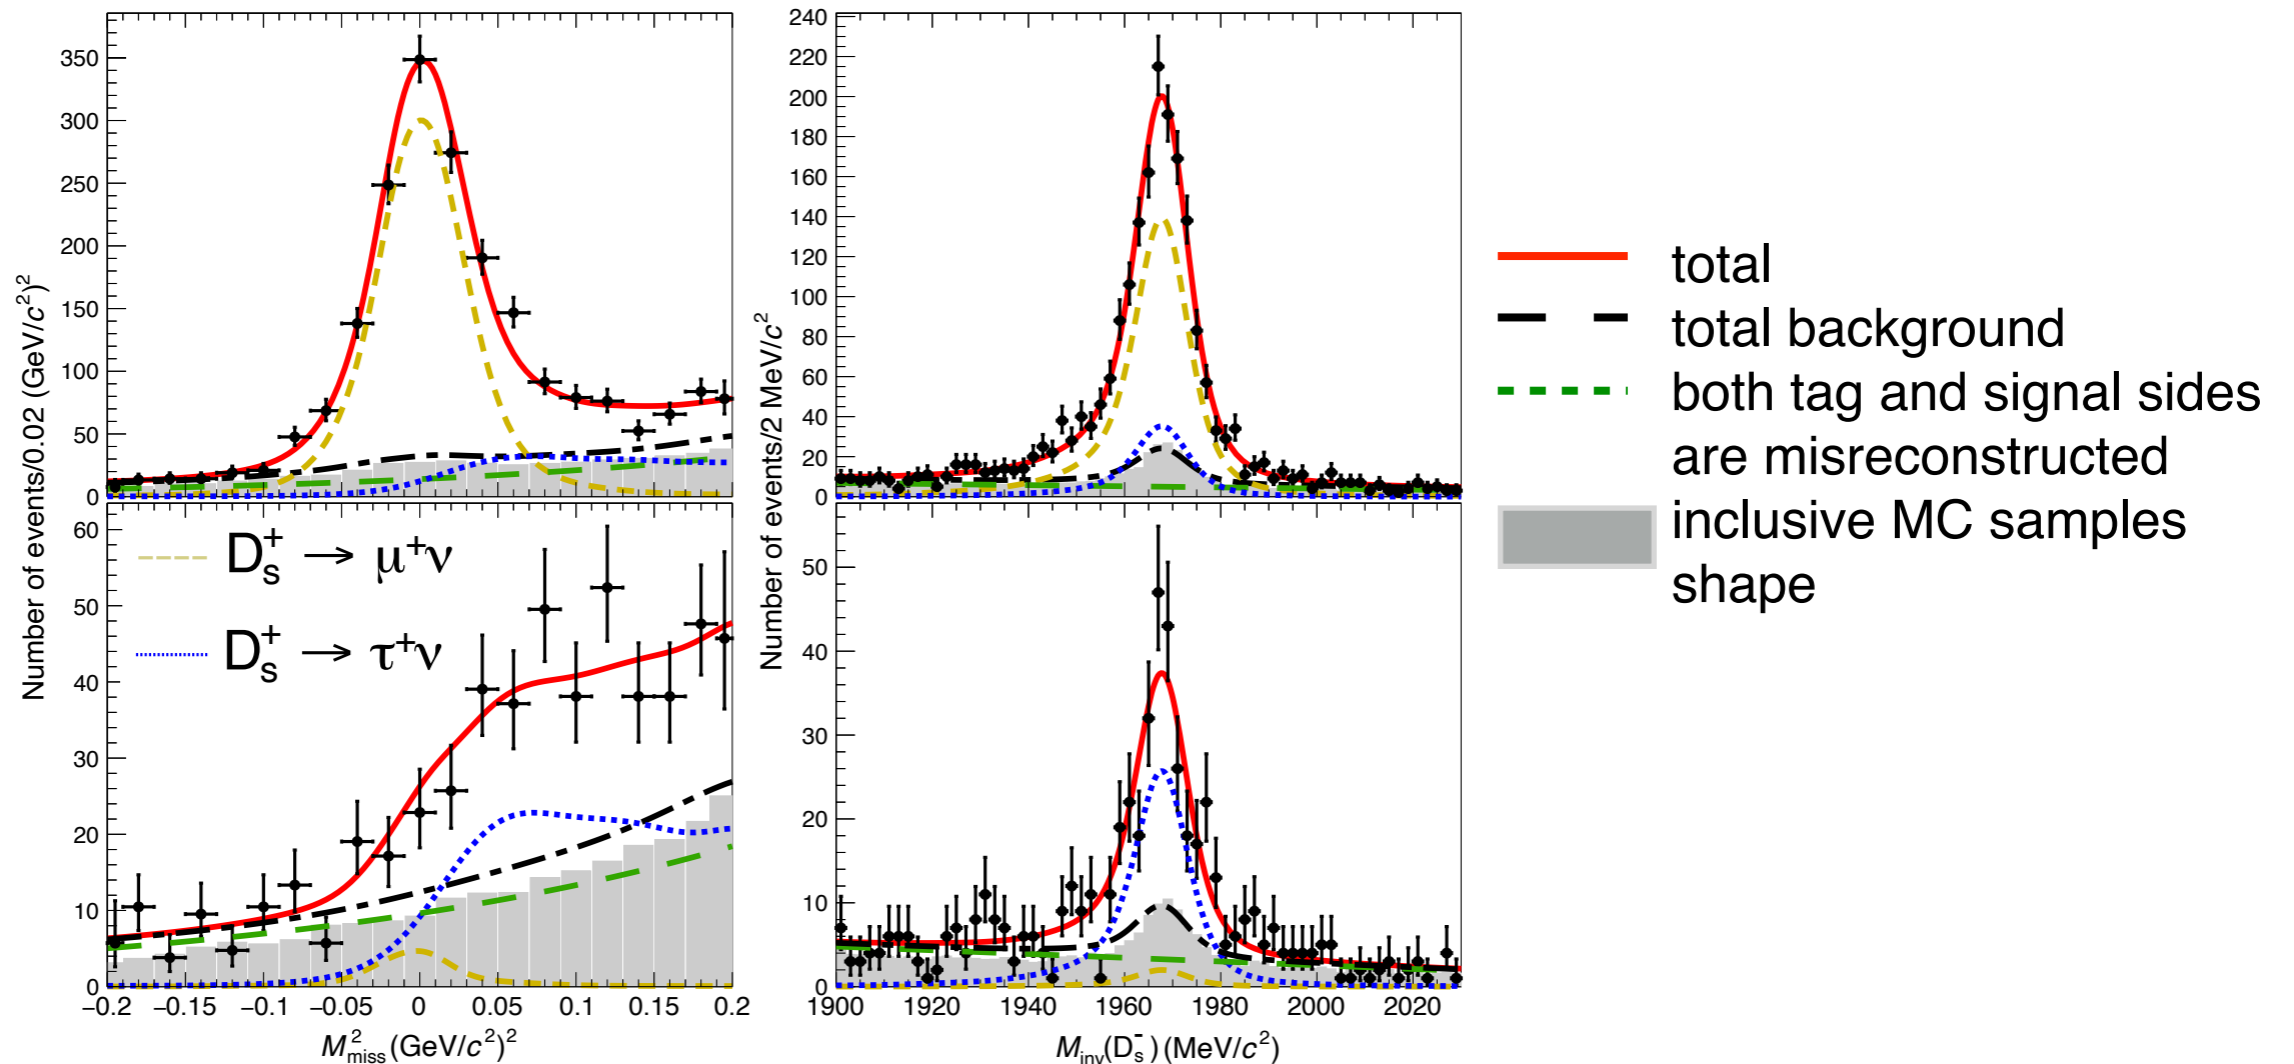 350
300
250
200
150
100
50
0
Number of events/0.02 (GeV/c²)²
60
50
40
30
20
10
0
D_s^+ → μ⁺ν
D_s^+ → τ⁺ν
−0.2 −0.15 −0.1 −0.05 0 0.05 0.1 0.15 0.2
M²_miss (GeV/c²)²
240
220
200
180
160
140
120
100
80
60
40
20
0
Number of events/2 MeV/c²
50
40
30
20
10
0
1900 1920 1940 1960 1980 2000 2020
M_inv(D_s^-) (MeV/c²)
total
total background
both tag and signal sides
are misreconstructed
inclusive MC samples
shape